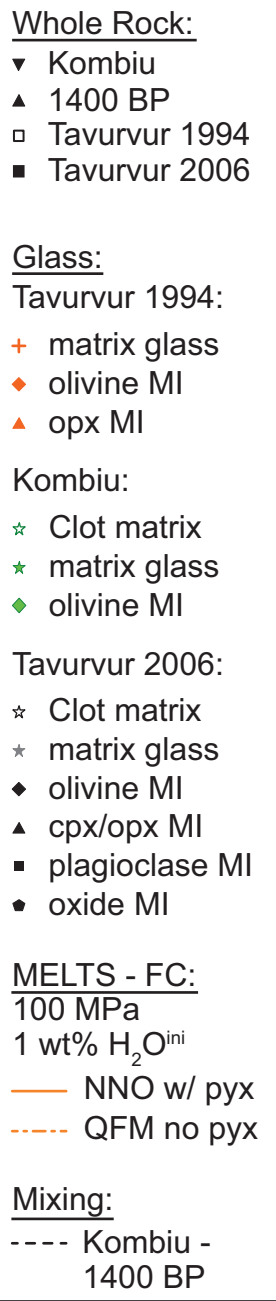 Whole Rock:
Kombiu
1400 BP
Tavurvur 1994
Tavurvur 2006
Glass:
Tavurvur 1994:
matrix glass
olivine MI
opx MI
Kombiu:
Clot matrix
matrix glass
olivine MI
Tavurvur 2006:
Clot matrix
matrix glass
olivine MI
cpx/opx MI
plagioclase MI
oxide MI
MELTS - FC:
100 MPa
1 wt% H₂Oⁱⁿⁱ
NNO w/ pyx
QFM no pyx
Mixing:
Kombiu -
1400 BP